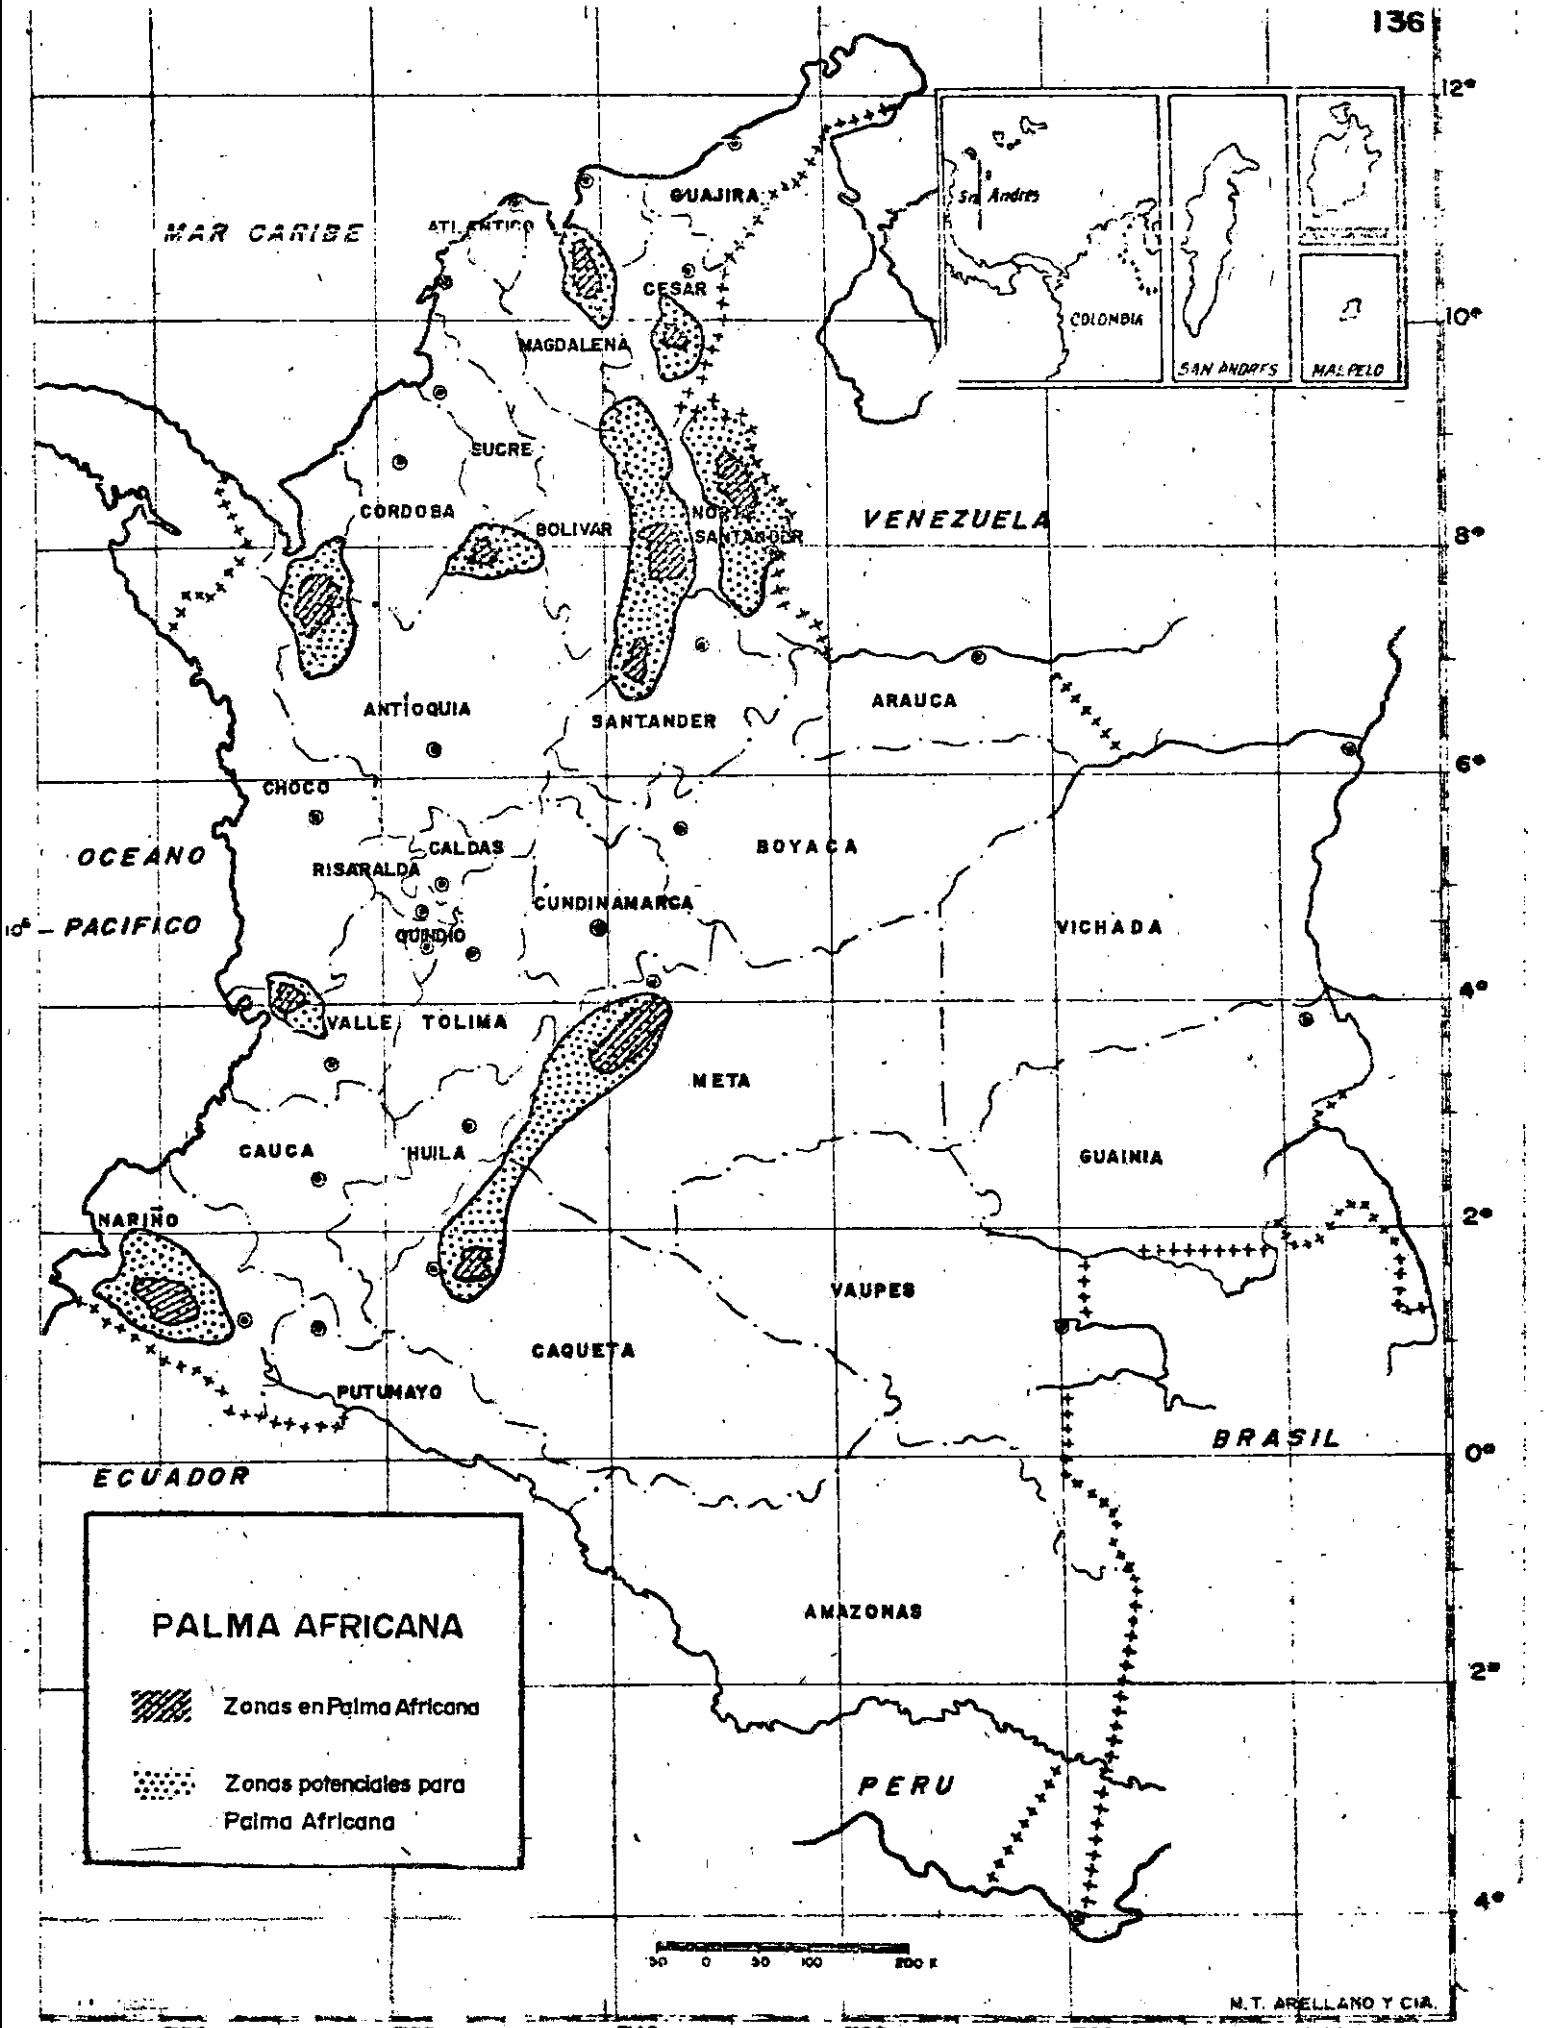 136
12°
MAR CARIBE
GUAJIRA
ATLANTICO
Sn Andres
CESAR
COLOMBIA
10°
MAGDALENA
SAN ANDRES
MALPELO
SUCRE
CORDOBA
BOLIVAR
NORTE
SANTANDER
VENEZUELA
8°
ANTIOQUIA
SANTANDER
ARAUCA
6°
CHOCO
OCEANO
CALDAS
BOYACA
RISARALDA
CUNDINAMARCA
10° — PACIFICO
QUINDIO
VICHADA
4°
VALLE
TOLIMA
META
CAUCA
HUILA
GUAINIA
NARIÑO
2°
VAUPES
CAQUETA
PUTUMAYO
BRASIL
0°
ECUADOR
PALMA AFRICANA
AMAZONAS
Zonas en Palma Africana
2°
Zonas potenciales para
Palma Africana
PERU
4°
50 0 50 100 200 K
M.T. ARELLANO Y CIA.